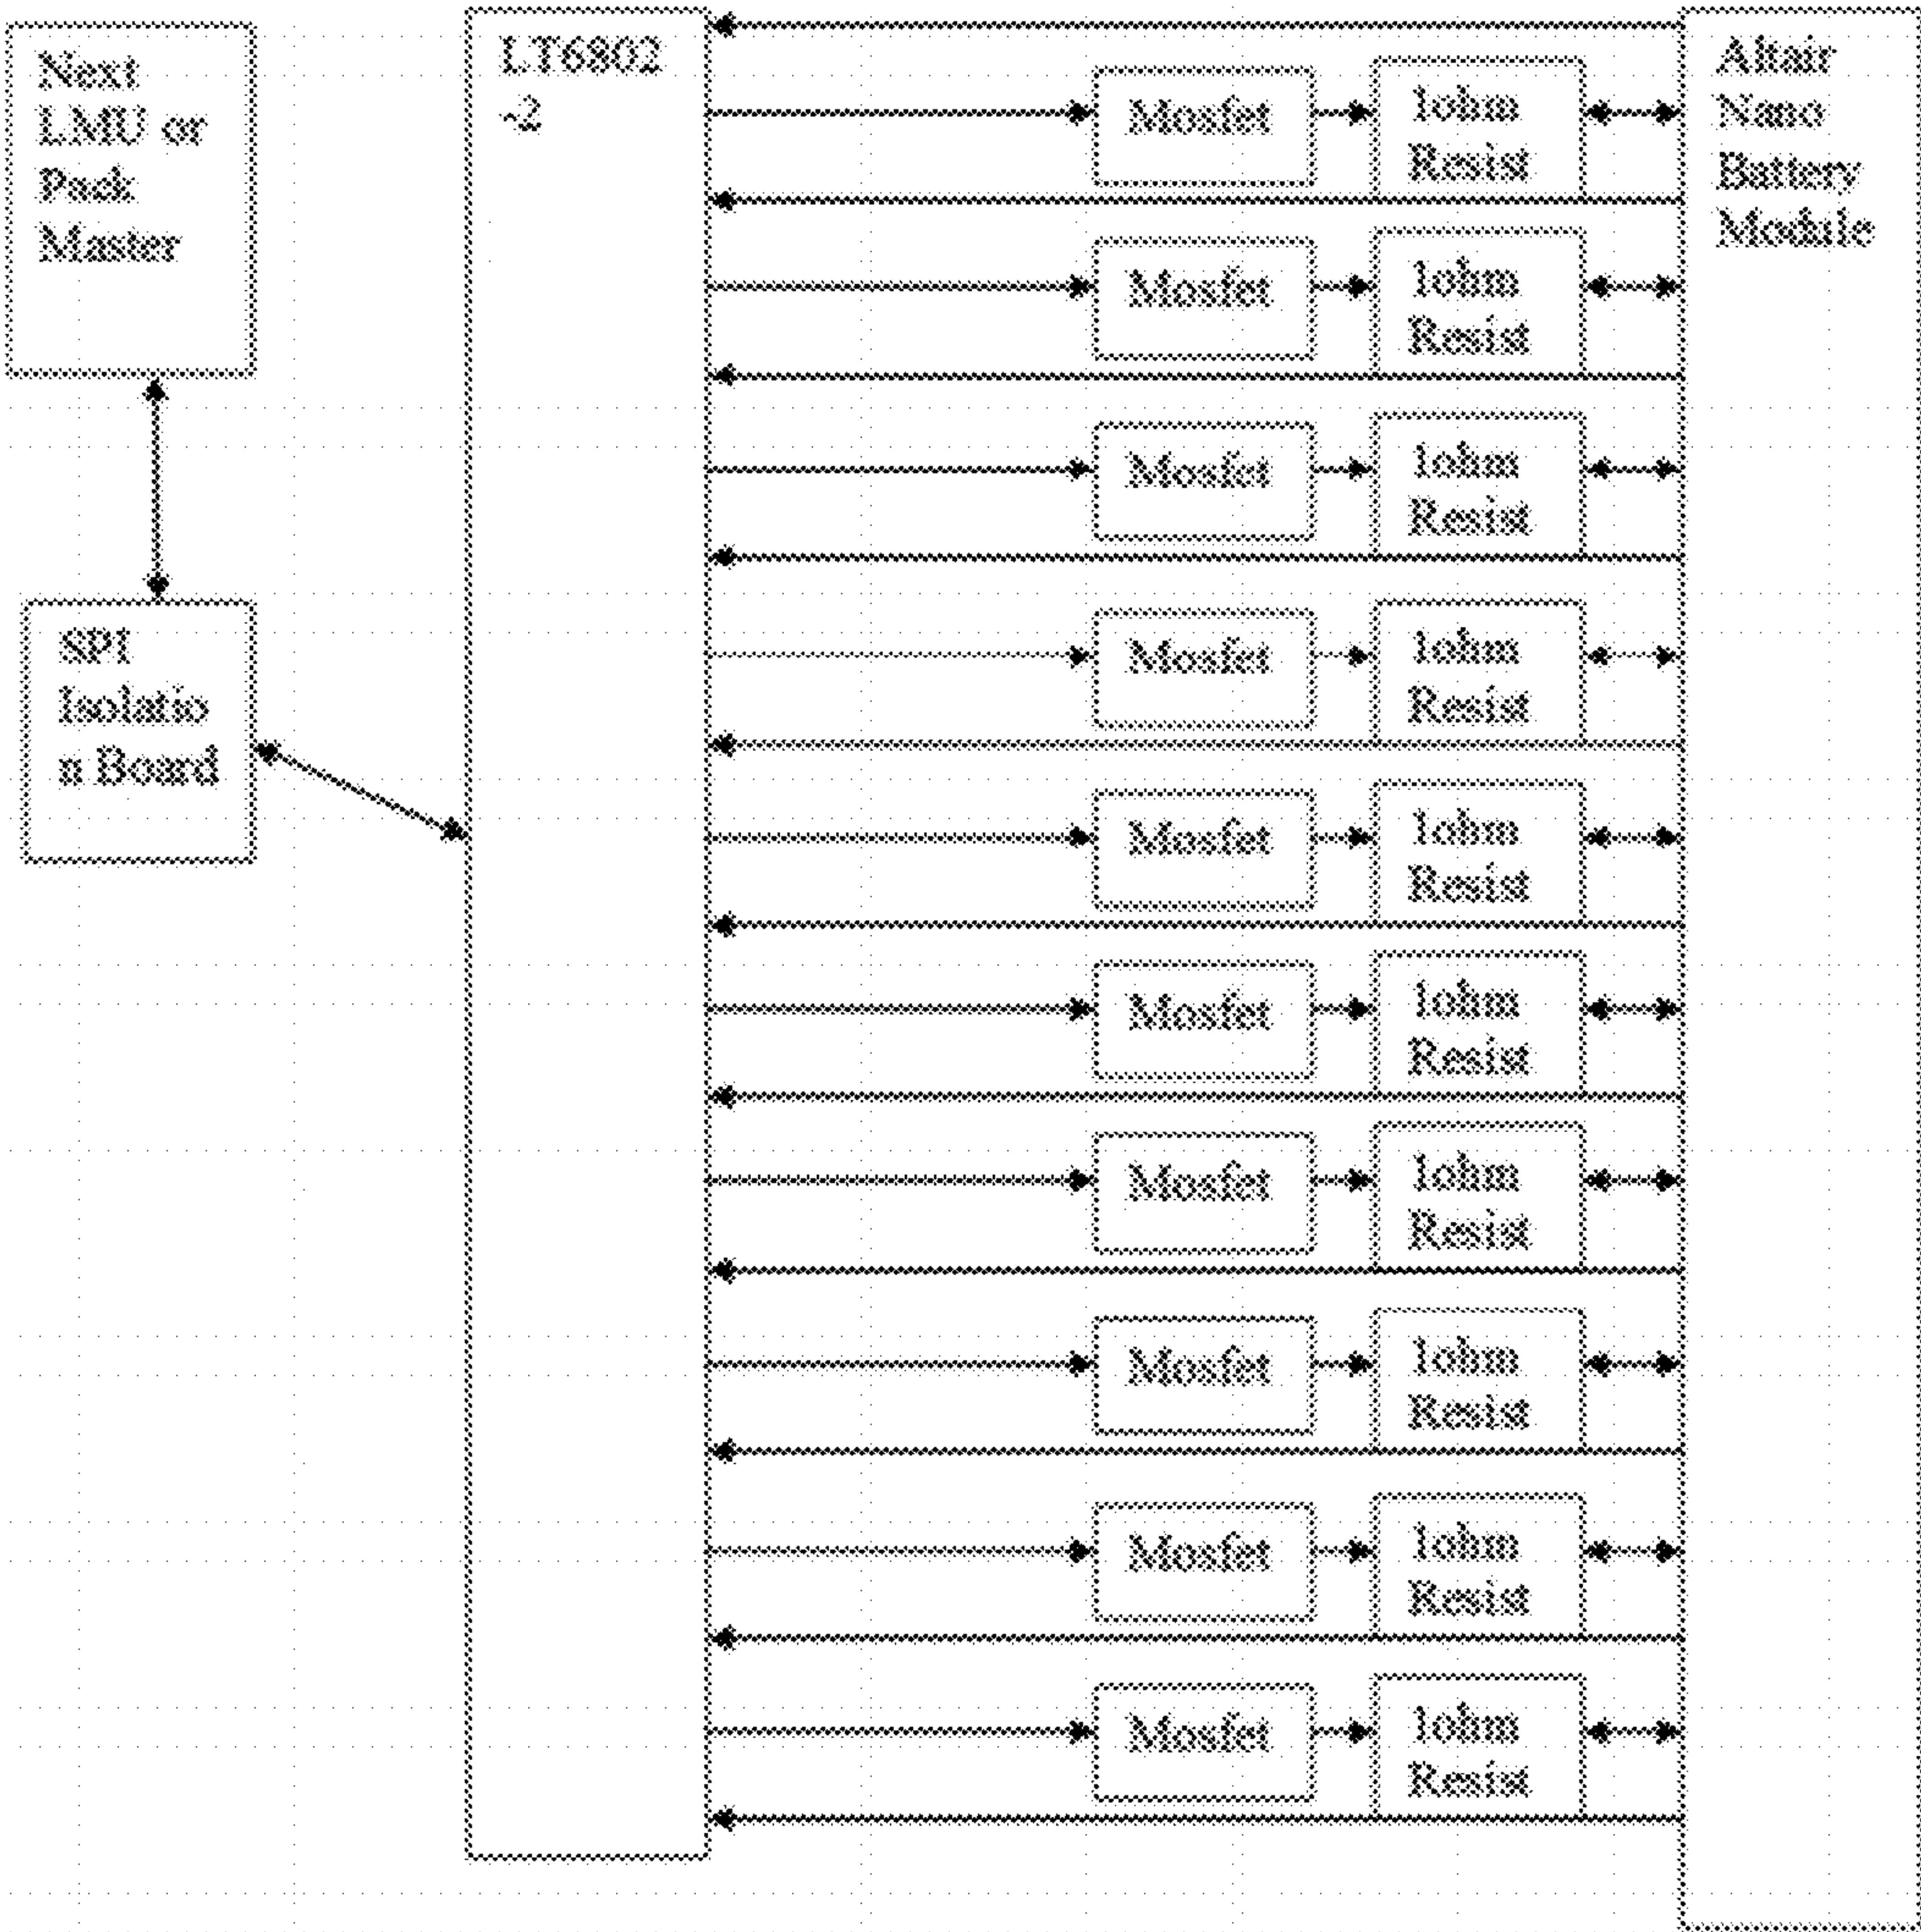 Next
LMU or
Pack
Master
SPI
Isolatio
n Board
LT6802
-2
Mosfet
1ohm
Resist
Mosfet
1ohm
Resist
Mosfet
1ohm
Resist
Mosfet
1ohm
Resist
Mosfet
1ohm
Resist
Mosfet
1ohm
Resist
Mosfet
1ohm
Resist
Mosfet
1ohm
Resist
Mosfet
1ohm
Resist
Mosfet
1ohm
Resist
Altair
Nano
Battery
Module